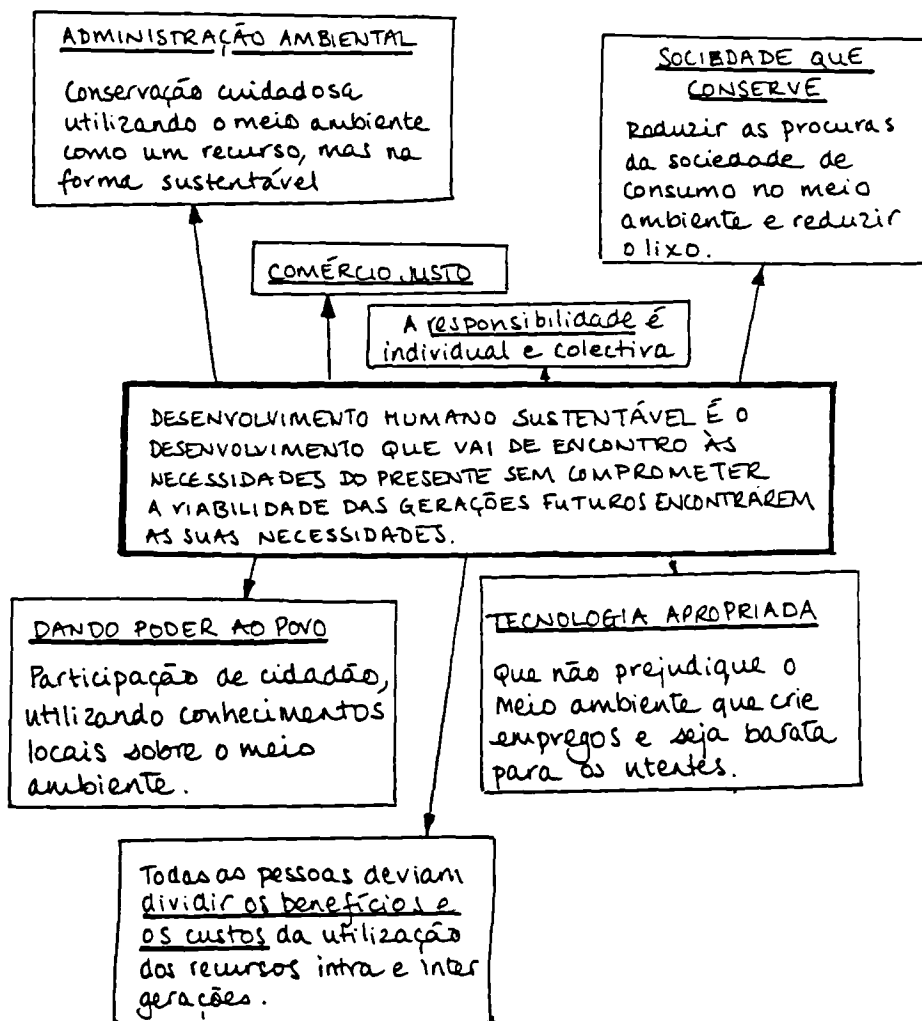 ADMINISTRAÇÃO AMBIENTAL
Conservação cuidadosa
utilizando o meio ambiente
como um recurso, mas na
forma sustentável
SOCIEDADE QUE
CONSERVE
Reduzir as procuras
da sociedade de
consumo no meio
ambiente e reduzir
o lixo.
COMÉRCIO JUSTO
A responsibilidade é
individual e colectiva
DESENVOLVIMENTO HUMANO SUSTENTÁVEL É O
DESENVOLVIMENTO QUE VAI DE ENCONTRO ÀS
NECESSIDADES DO PRESENTE SEM COMPROMETER
A VIABILIDADE DAS GERAÇÕES FUTUROS ENCONTRAREM
AS SUAS NECESSIDADES.
DANDO PODER AO POVO
Participação de cidadão,
utilizando conhecimentos
locais sobre o meio
ambiente.
TECNOLOGIA APROPRIADA
Que não prejudique o
meio ambiente que crie
empregos e seja barata
para os utentes.
Todas as pessoas deviam
dividir os benefícios e
os custos da utilização
dos recursos intra e inter
gerações.